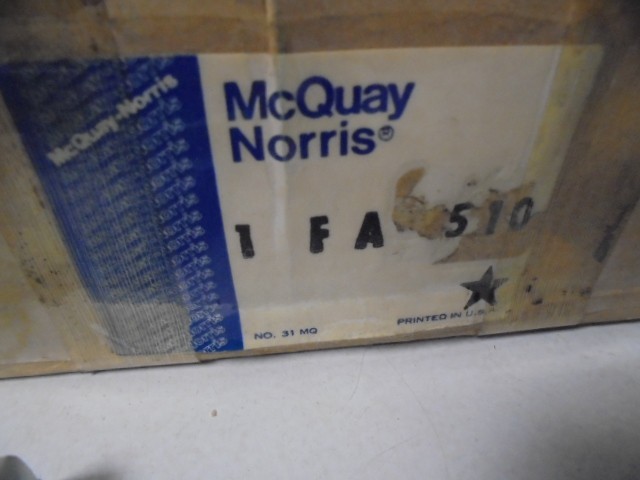 McQuay-Norris
McQuay
Norris®
1 FA 510
NO. 31 MQ
PRINTED IN U.S.